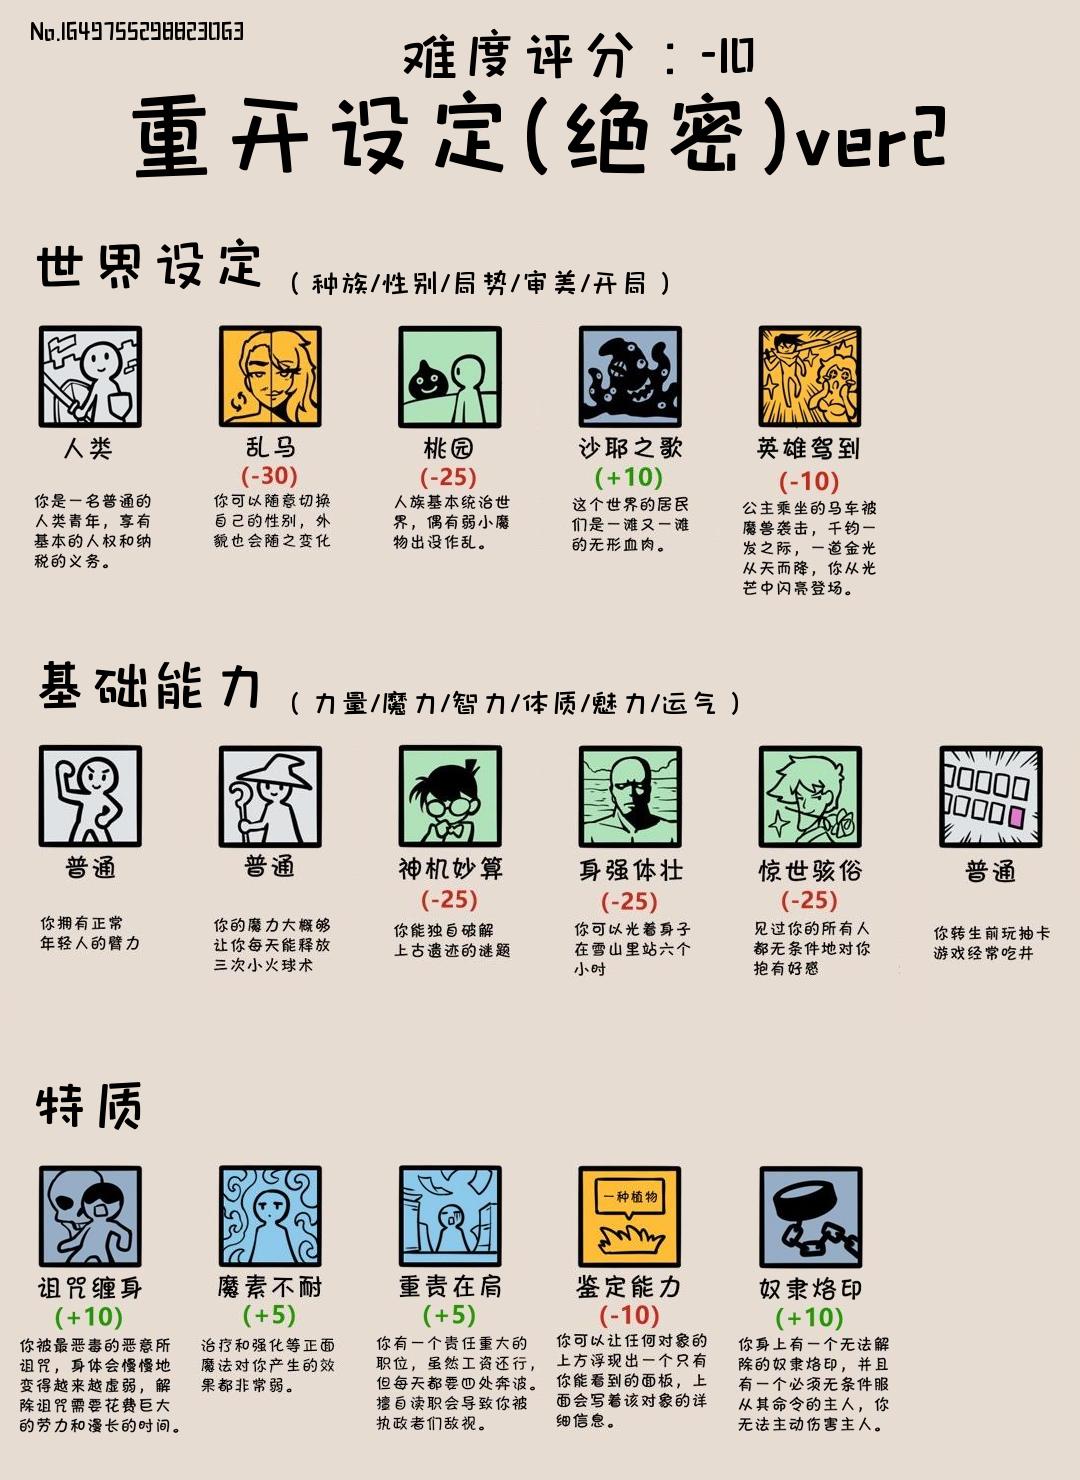 No.1649755298823063
难度评分：-10
重开设定(绝密)ver2
世界设定（种族/性别/局势/审美/开局）
人类
你是一名普通的
人类青年，享有
基本的人权和纳
税的义务。
乱马
(-30)
你可以随意切换
自己的性别，外
貌也会随之变化
桃园
(-25)
人族基本统治世
界，偶有弱小魔
物出没作乱。
沙耶之歌
(+10)
这个世界的居民
们是一滩又一滩
的无形血肉。
英雄驾到
(-10)
公主乘坐的马车被
魔兽袭击，千钧一
发之际，一道金光
从天而降，你从光
芒中闪亮登场。
基础能力（力量/魔力/智力/体质/魅力/运气）
普通
你拥有正常
年轻人的臂力
普通
你的魔力大概够
让你每天能释放
三次小火球术
神机妙算
(-25)
你能独自破解
上古遗迹的谜题
身强体壮
(-25)
你可以光着身子
在雪山里站六个
小时
惊世骇俗
(-25)
见过你的所有人
都无条件地对你
抱有好感
普通
你转生前玩抽卡
游戏经常吃井
特质
诅咒缠身
(+10)
你被最恶毒的恶意所
诅咒，身体会慢慢地
变得越来越虚弱，解
除诅咒需要花费巨大
的劳力和漫长的时间。
魔素不耐
(+5)
治疗和强化等正面
魔法对你产生的效
果都非常弱。
重责在肩
(+5)
你有一个责任重大的
职位，虽然工资还行，
但每天都要四处奔波。
擅自渎职会导致你被
执政者们敌视。
一种植物
鉴定能力
(-10)
你可以让任何对象的
上方浮现出一个只有
你能看到的面板，上
面会写着该对象的详
细信息。
奴隶烙印
(+10)
你身上有一个无法解
除的奴隶烙印，并且
有一个必须无条件服
从其命令的主人，你
无法主动伤害主人。